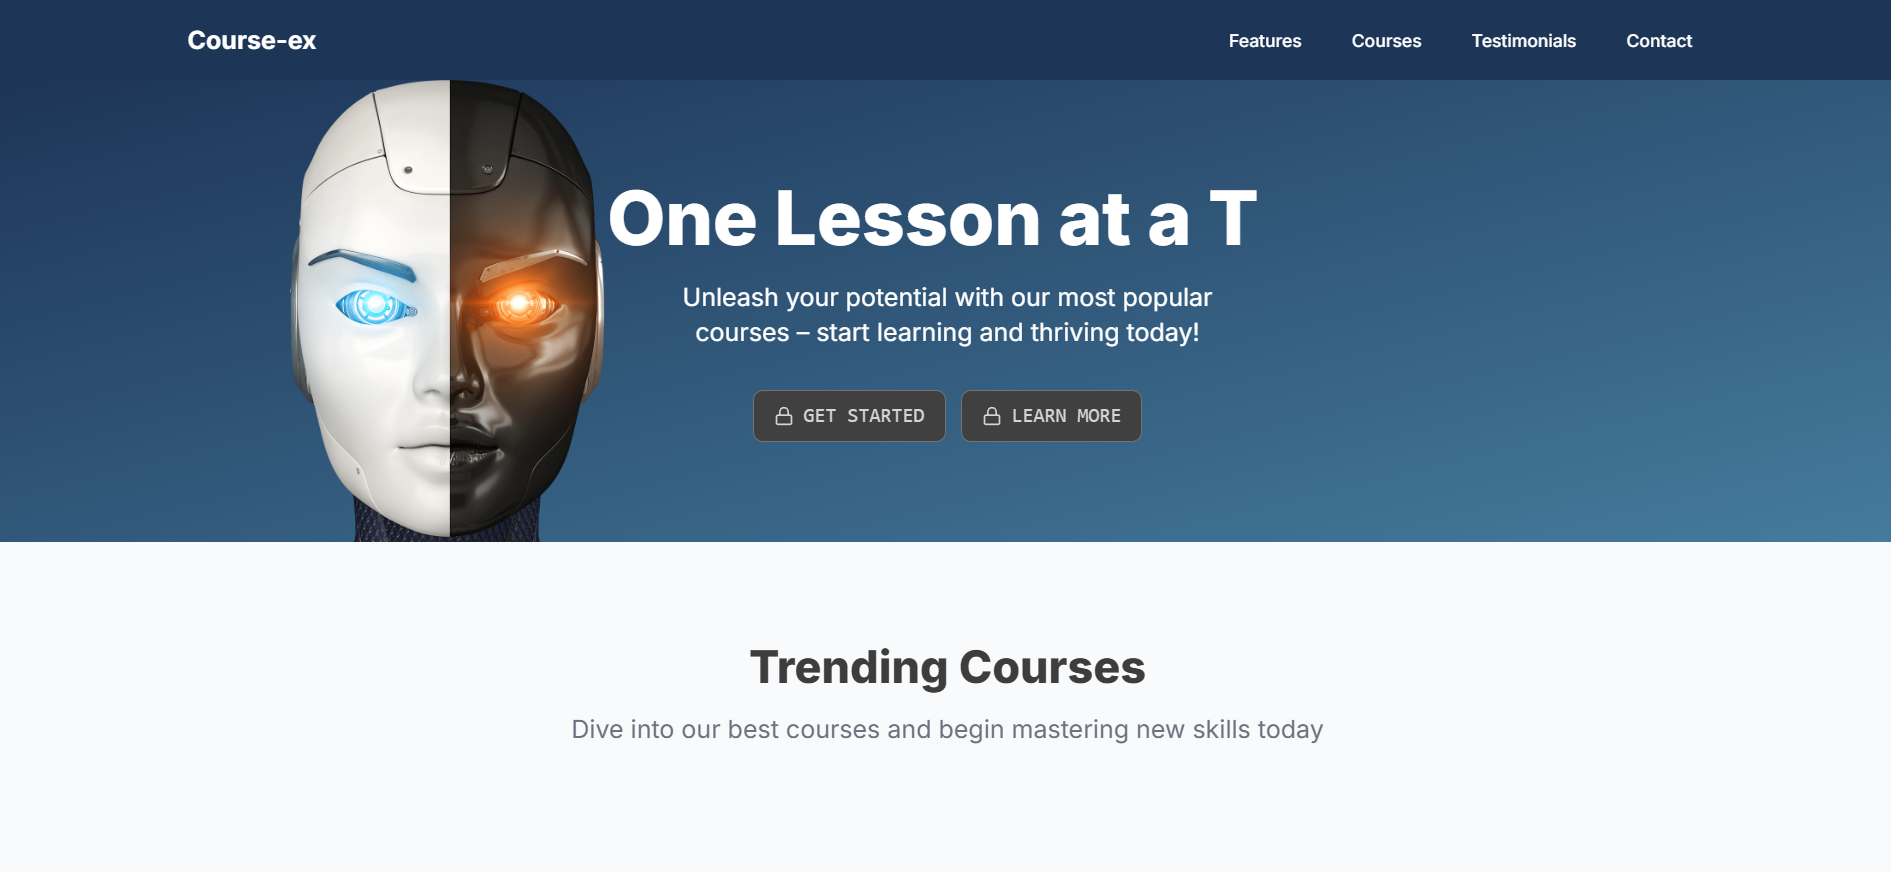 Course-ex
Features
Courses
Testimonials
Contact
One Lesson at a T
Unleash your potential with our most popular
courses – start learning and thriving today!
GET STARTED
LEARN MORE
Trending Courses
Dive into our best courses and begin mastering new skills today